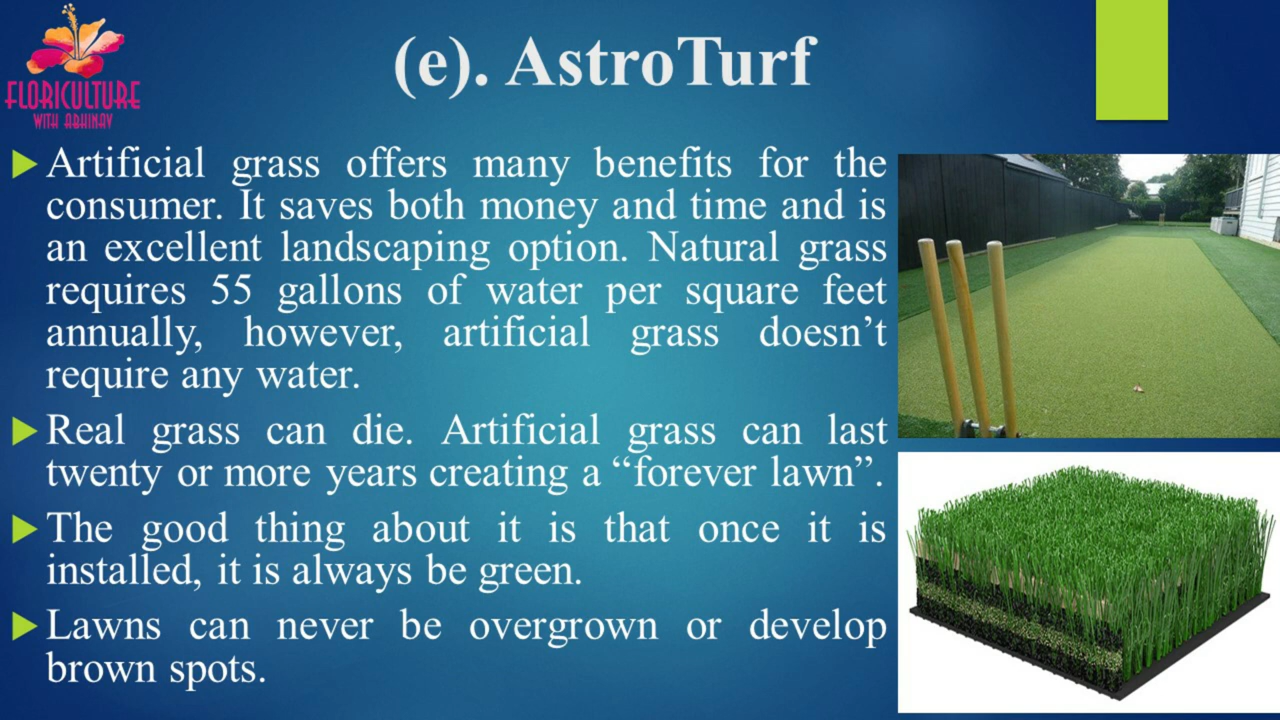 FLORICULTURE
WITH ABHINAV
(e). AstroTurf
Artificial grass offers many benefits for the
consumer. It saves both money and time and is
an excellent landscaping option. Natural grass
requires 55 gallons of water per square feet
annually, however, artificial grass doesn’t
require any water.
Real grass can die. Artificial grass can last
twenty or more years creating a “forever lawn”.
The good thing about it is that once it is
installed, it is always be green.
Lawns can never be overgrown or develop
brown spots.